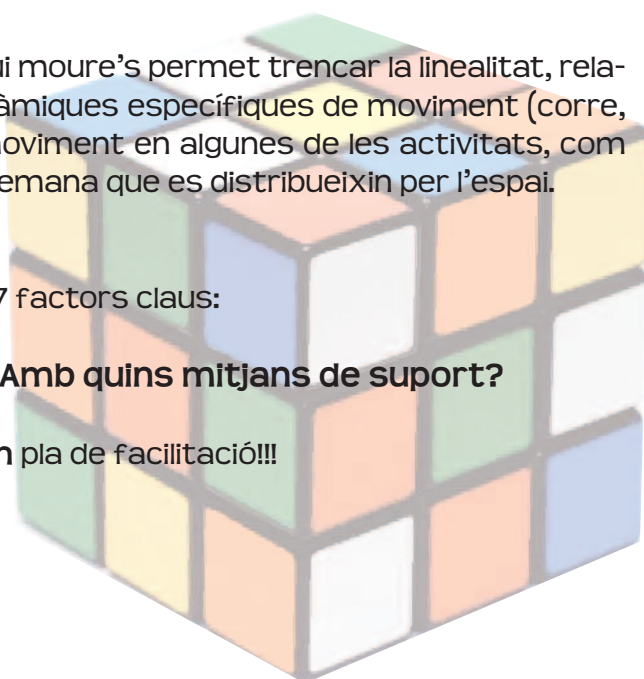 ui moure’s permet trencar la linealitat, rela-
àmiques específiques de moviment (corre,
noviment en algunes de les activitats, com
emana que es distribueixin per l’espai.
7 factors claus:
Amb quins mitjans de suport?
n pla de facilitació!!!